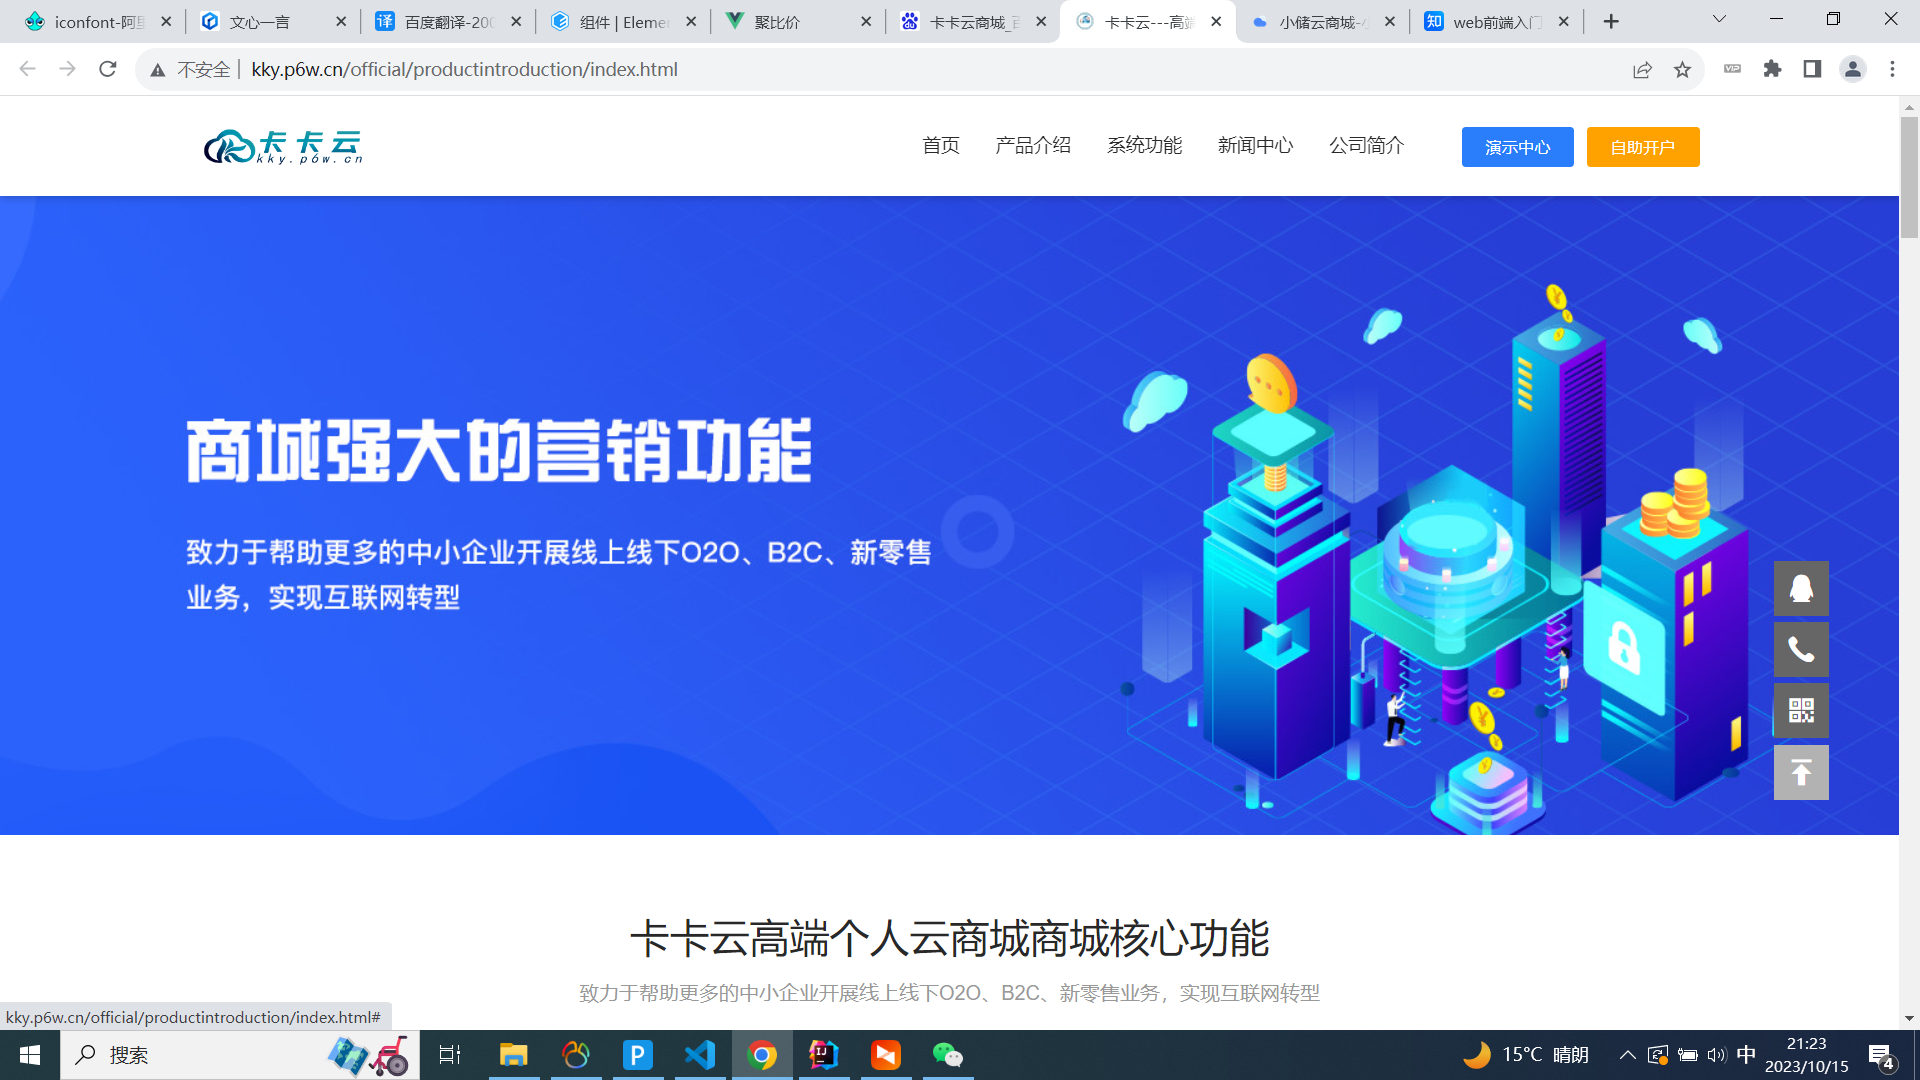 iconfont-阿里
文心一言
百度翻译-200
组件 | Elemen
聚比价
卡卡云商城_百
卡卡云---高端
小储云商城-小
web前端入门
不安全 | kky.p6w.cn/official/productintroduction/index.html
卡卡云
kky.p6w.cn
首页
产品介绍
系统功能
新闻中心
公司简介
演示中心
自助开户
商城强大的营销功能
致力于帮助更多的中小企业开展线上线下O2O、B2C、新零售
业务，实现互联网转型
卡卡云高端个人云商城商城核心功能
致力于帮助更多的中小企业开展线上线下O2O、B2C、新零售业务，实现互联网转型
kky.p6w.cn/official/productintroduction/index.html#
搜索
15°C 晴朗
中
21:23
2023/10/15
4